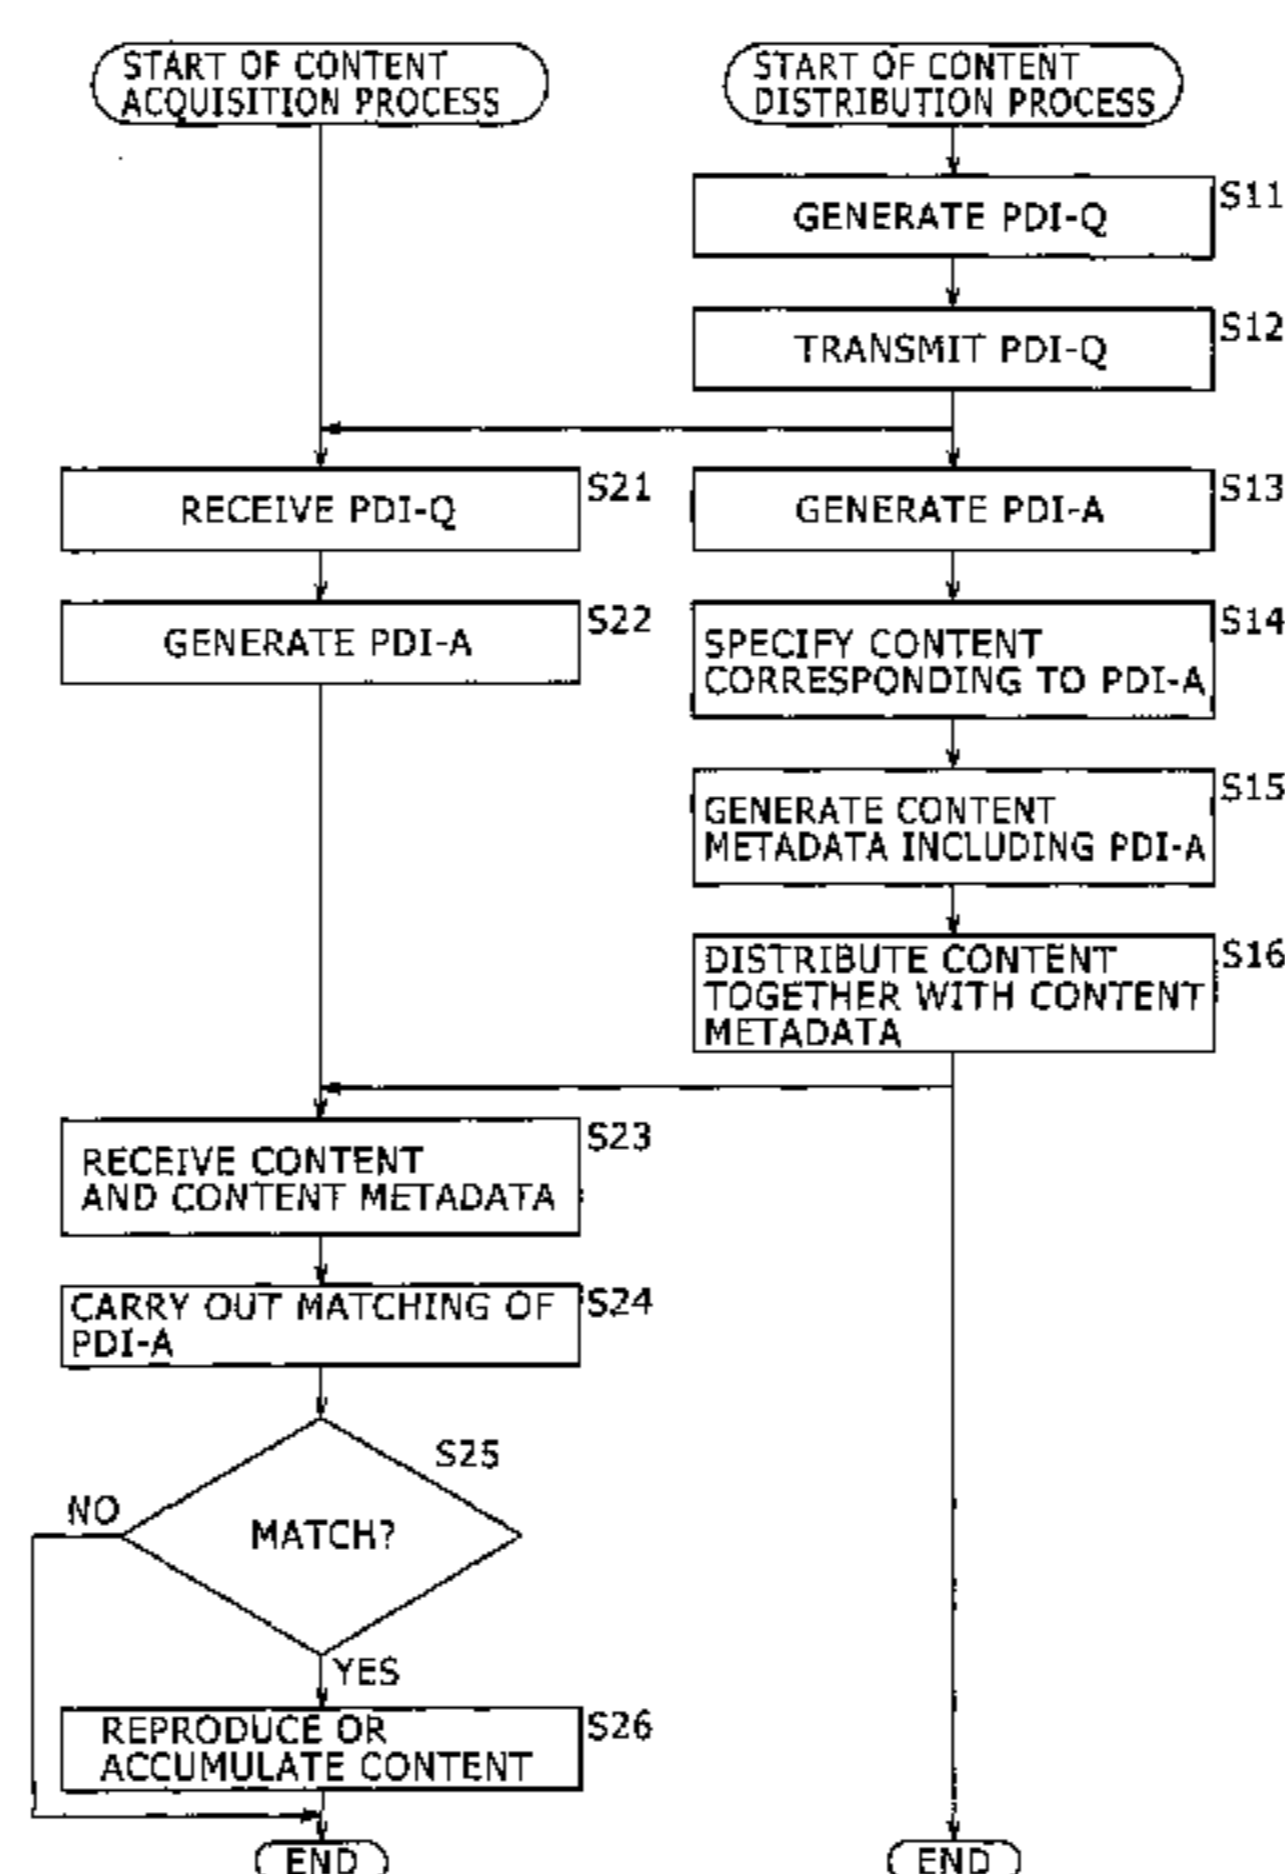 START OF CONTENT
ACQUISITION PROCESS
START OF CONTENT
DISTRIBUTION PROCESS
GENERATE PDI-Q
S11
TRANSMIT PDI-Q
S12
RECEIVE PDI-Q
S21
GENERATE PDI-A
S13
GENERATE PDI-A
S22
SPECIFY CONTENT
CORRESPONDING TO PDI-A
S14
GENERATE CONTENT
METADATA INCLUDING PDI-A
S15
DISTRIBUTE CONTENT
TOGETHER WITH CONTENT
METADATA
S16
RECEIVE CONTENT
AND CONTENT METADATA
S23
CARRY OUT MATCHING OF
PDI-A
S24
S25
NO
MATCH?
YES
REPRODUCE OR
ACCUMULATE CONTENT
S26
END
END